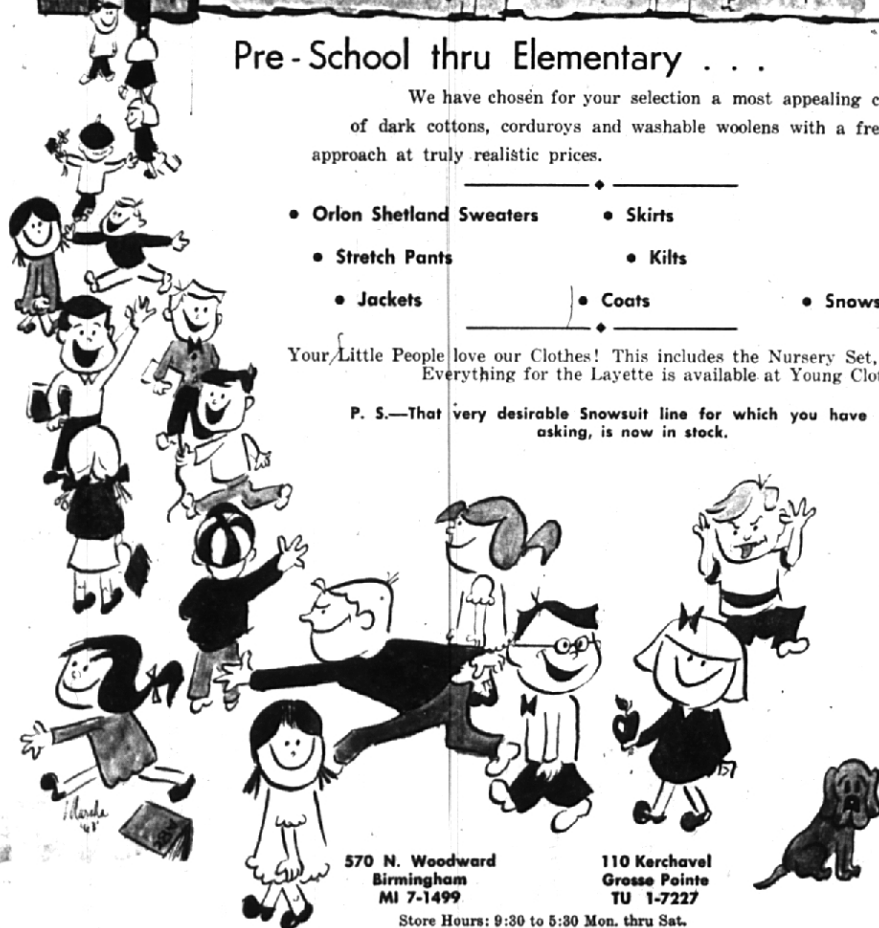 Pre - School thru Elementary . . .
We have chosen for your selection a most appealing c
of dark cottons, corduroys and washable woolens with a fre
approach at truly realistic prices.
• Orlon Shetland Sweaters • Skirts
• Stretch Pants • Kilts
• Jackets • Coats • Snows
Your Little People love our Clothes! This includes the Nursery Set,
Everything for the Layette is available at Young Clo
P. S.—That very desirable Snowsuit line for which you have
asking, is now in stock.
570 N. Woodward
Birmingham
MI 7-1499
110 Kerchavel
Grosse Pointe
TU 1-7227
Store Hours: 9:30 to 5:30 Mon. thru Sat.